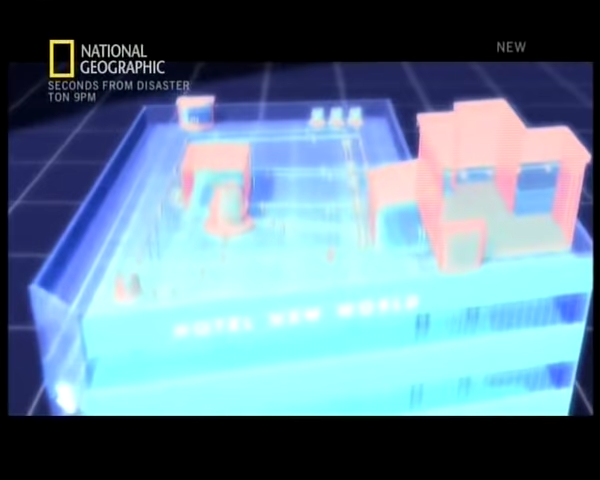 NATIONAL
GEOGRAPHIC
NEW
SECONDS FROM DISASTER
TON 9PM
HOTEL NEW WORLD